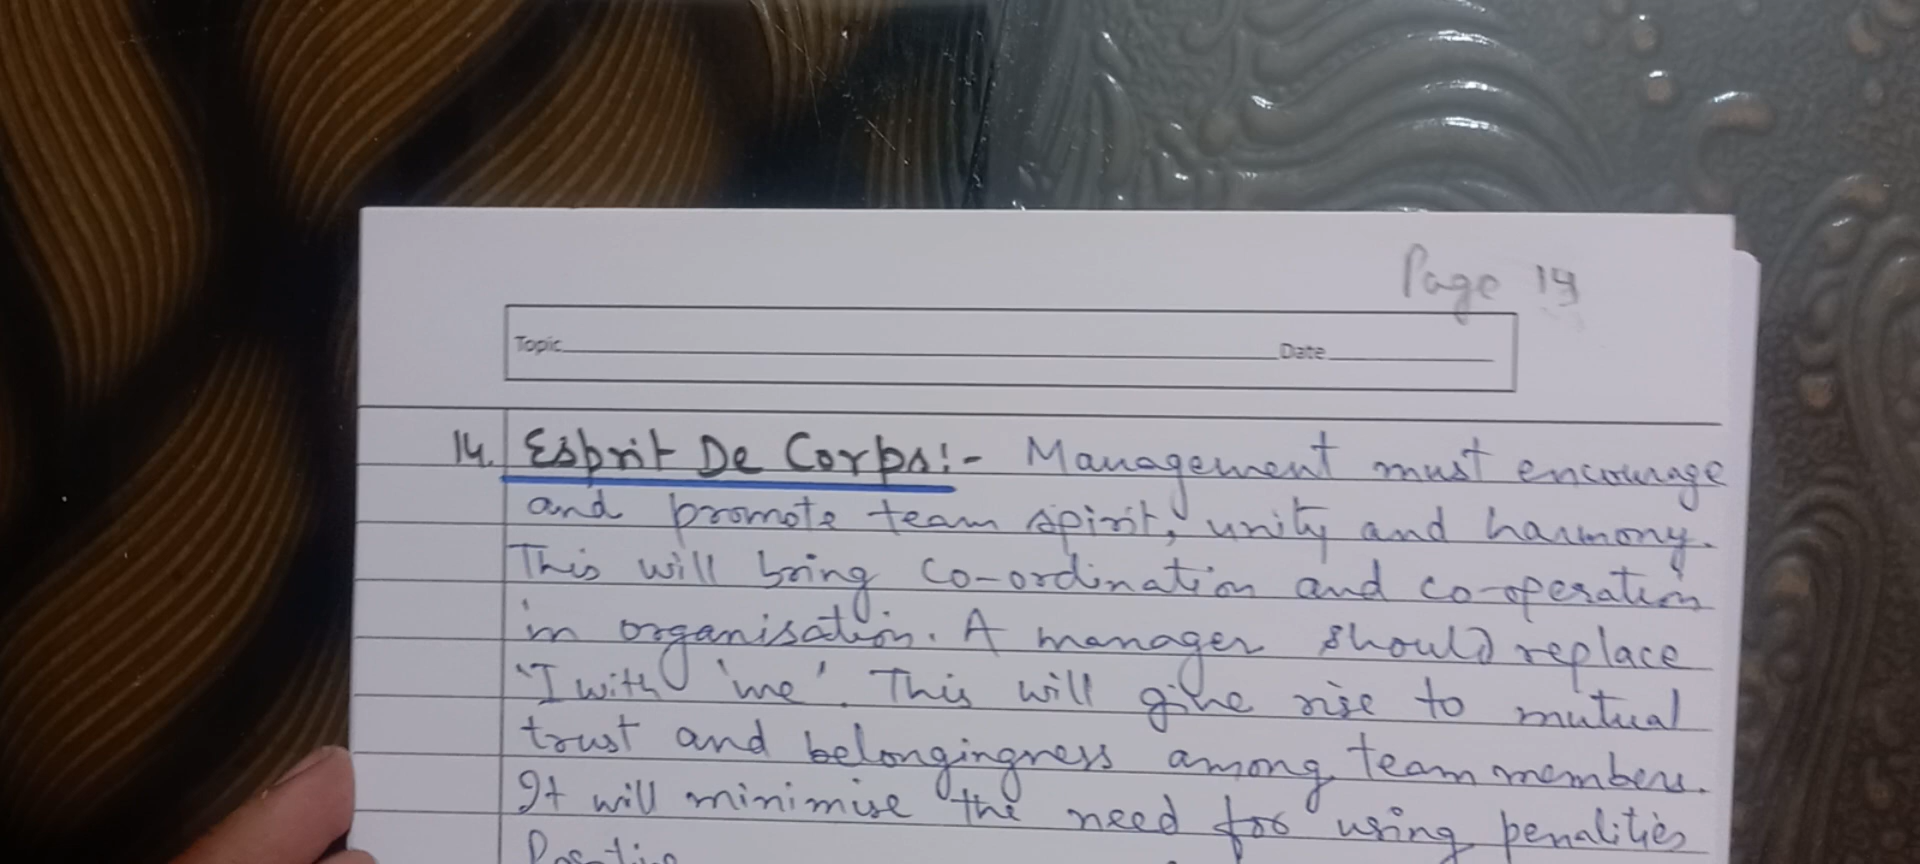 Page 19
Topic Date
14. Esprit De Corps:- Management must encourage
and promote team spirit, unity and harmony.
This will bring co-ordination and co-operation
in organisation. A manager should replace
'I with 'we'. This will give rise to mutual
trust and belongingness among team members.
It will minimise the need for using penalities